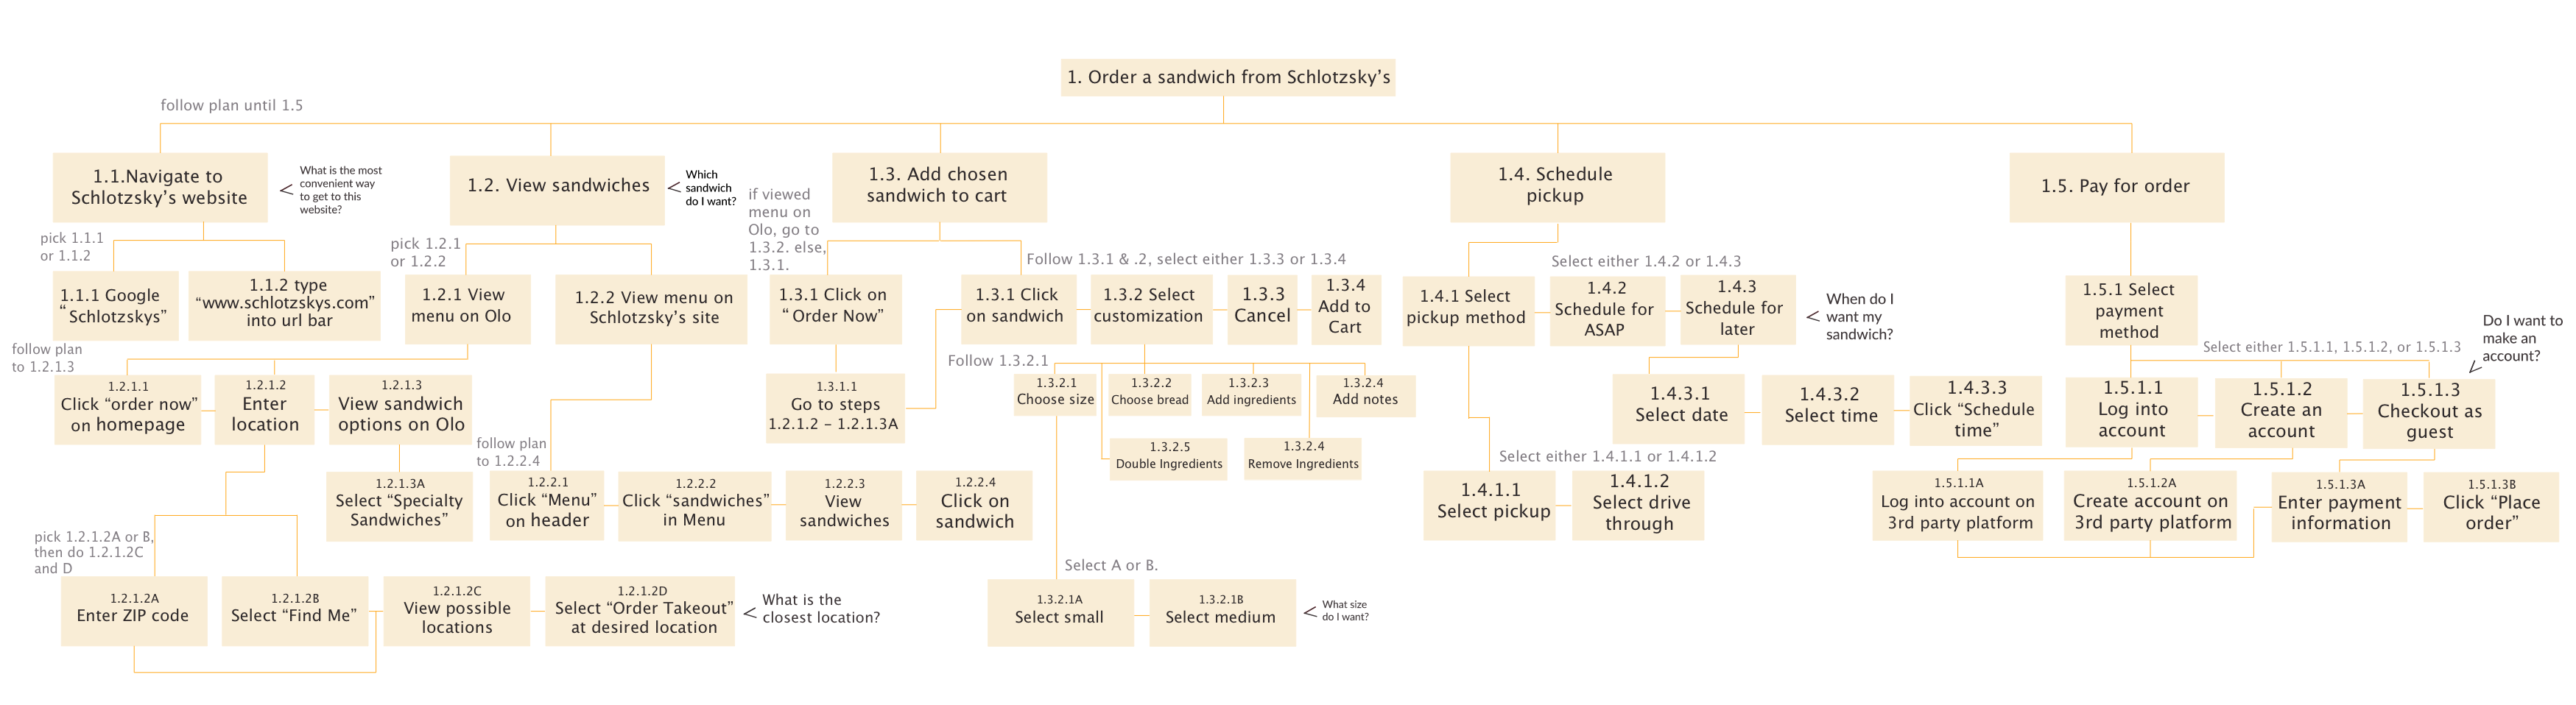 1. Order a sandwich from Schlotzsky’s
follow plan until 1.5
1.1.Navigate to
Schlotzsky’s website
What is the most
convenient way
to get to this
website?
1.2. View sandwiches
Which
sandwich
do I want?
1.3. Add chosen
sandwich to cart
1.4. Schedule
pickup
1.5. Pay for order
pick 1.1.1
or 1.1.2
1.1.1 Google
“Schlotzskys”
1.1.2 type
“www.schlotzskys.com”
into url bar
pick 1.2.1
or 1.2.2
1.2.1 View
menu on Olo
1.2.2 View menu on
Schlotzsky’s site
if viewed
menu on
Olo, go to
1.3.2. else,
1.3.1.
1.3.1 Click on
“Order Now”
Follow 1.3.1 & .2, select either 1.3.3 or 1.3.4
1.3.1 Click
on sandwich
1.3.2 Select
customization
1.3.3
Cancel
1.3.4
Add to
Cart
1.4.1 Select
pickup method
Select either 1.4.2 or 1.4.3
1.4.2
Schedule for
ASAP
1.4.3
Schedule for
later
When do I
want my
sandwich?
1.5.1 Select
payment
method
Select either 1.5.1.1, 1.5.1.2, or 1.5.1.3
Do I want to
make an
account?
follow plan
to 1.2.1.3
1.2.1.1
Click “order now”
on homepage
1.2.1.2
Enter
location
1.2.1.3
View sandwich
options on Olo
1.3.1.1
Go to steps
1.2.1.2 – 1.2.1.3A
Follow 1.3.2.1
1.3.2.1
Choose size
1.3.2.2
Choose bread
1.3.2.3
Add ingredients
1.3.2.4
Add notes
1.3.2.5
Double Ingredients
1.3.2.4
Remove Ingredients
1.4.3.1
Select date
1.4.3.2
Select time
1.4.3.3
Click “Schedule
time”
1.5.1.1
Log into
account
1.5.1.2
Create an
account
1.5.1.3
Checkout as
guest
1.2.1.3A
Select “Specialty
Sandwiches”
follow plan
to 1.2.2.4
1.2.2.1
Click “Menu”
on header
1.2.2.2
Click “sandwiches”
in Menu
1.2.2.3
View
sandwiches
1.2.2.4
Click on
sandwich
Select either 1.4.1.1 or 1.4.1.2
1.4.1.1
Select pickup
1.4.1.2
Select drive
through
1.5.1.1A
Log into account on
3rd party platform
1.5.1.2A
Create account on
3rd party platform
1.5.1.3A
Enter payment
information
1.5.1.3B
Click “Place
order”
pick 1.2.1.2A or B,
then do 1.2.1.2C
and D
1.2.1.2A
Enter ZIP code
1.2.1.2B
Select “Find Me”
1.2.1.2C
View possible
locations
1.2.1.2D
Select “Order Takeout”
at desired location
What is the
closest location?
Select A or B.
1.3.2.1A
Select small
1.3.2.1B
Select medium
What size
do I want?